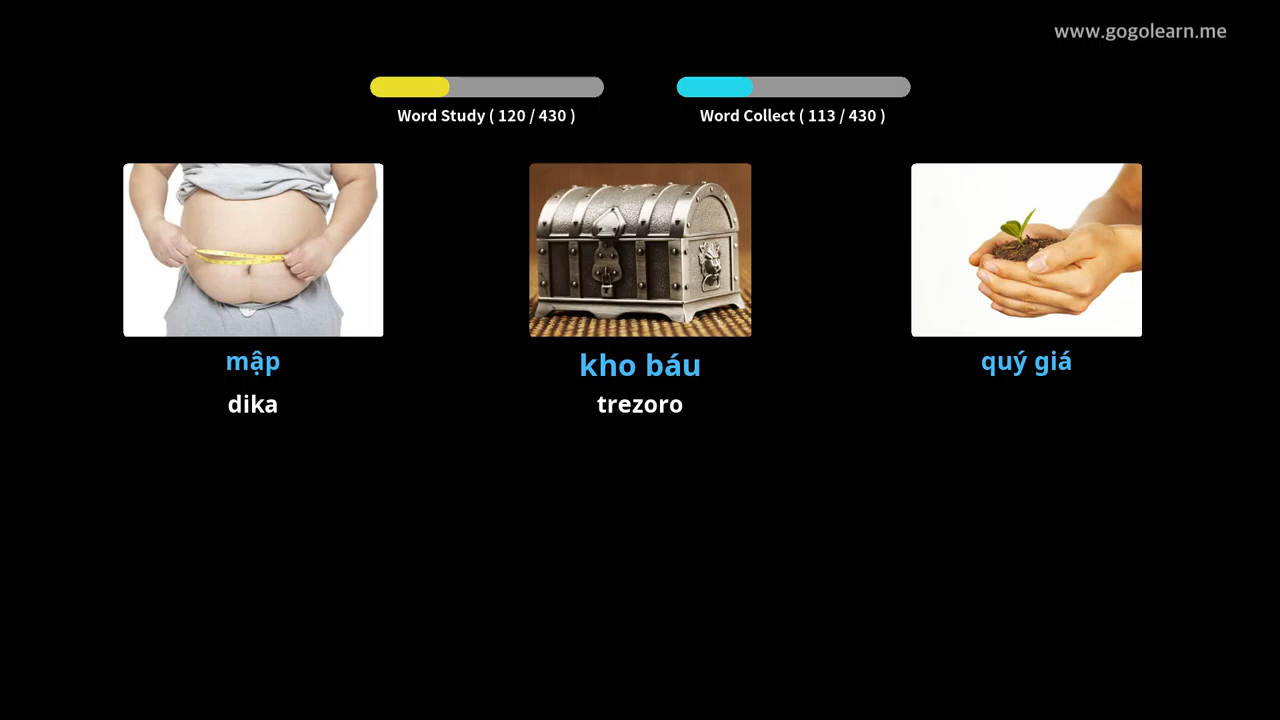 www.gogolearn.me
Word Study ( 120 / 430 )
Word Collect ( 113 / 430 )
mập
kho báu
quý giá
dika
trezoro